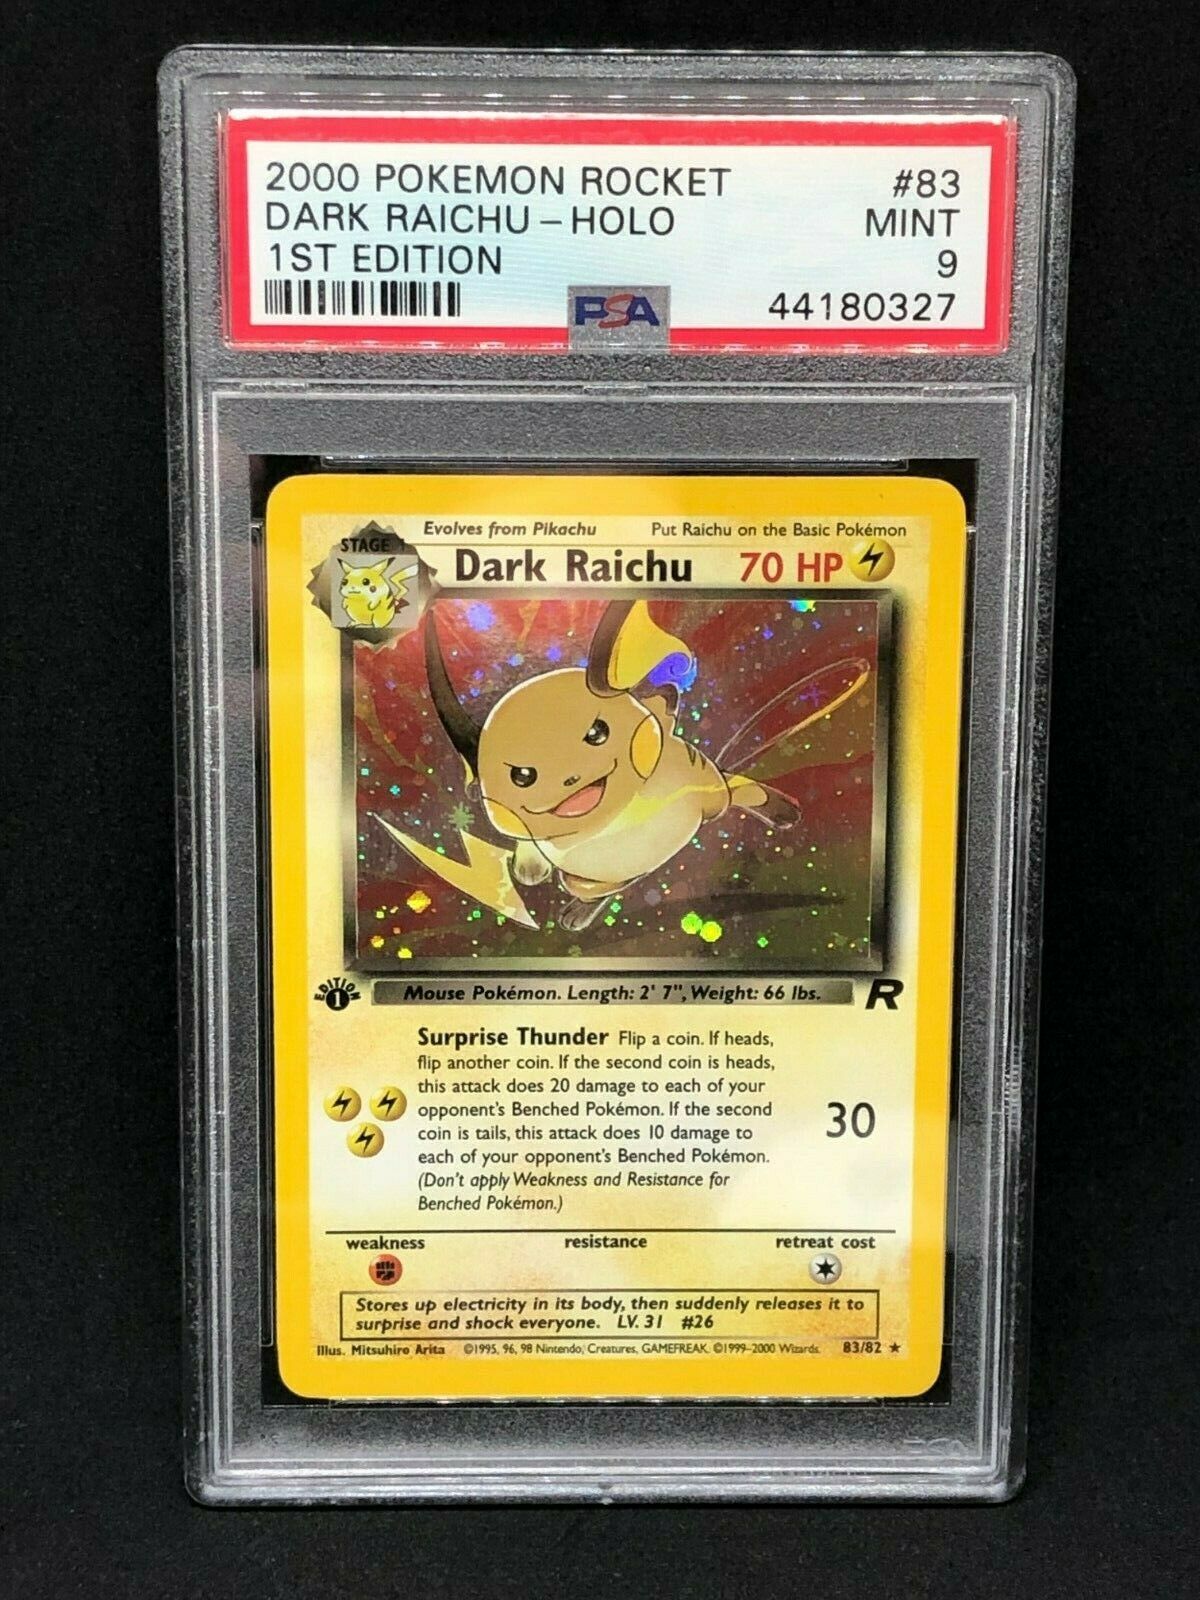 2000 POKEMON ROCKET #83
DARK RAICHU – HOLO MINT
1ST EDITION 9
PSA 44180327
Evolves from Pikachu Put Raichu on the Basic Pokémon
STAGE 1
Dark Raichu 70 HP
EDITION
1
Mouse Pokémon. Length: 2' 7", Weight: 66 lbs. R
Surprise Thunder Flip a coin. If heads,
flip another coin. If the second coin is heads,
this attack does 20 damage to each of your
opponent's Benched Pokémon. If the second
coin is tails, this attack does 10 damage to
each of your opponent's Benched Pokémon.
(Don't apply Weakness and Resistance for
Benched Pokémon.)
30
weakness resistance retreat cost
Stores up electricity in its body, then suddenly releases it to
surprise and shock everyone. LV. 31 #26
Illus. Mitsuhiro Arita ©1995, 96, 98 Nintendo, Creatures, GAMEFREAK. ©1999-2000 Wizards. 83/82 ★